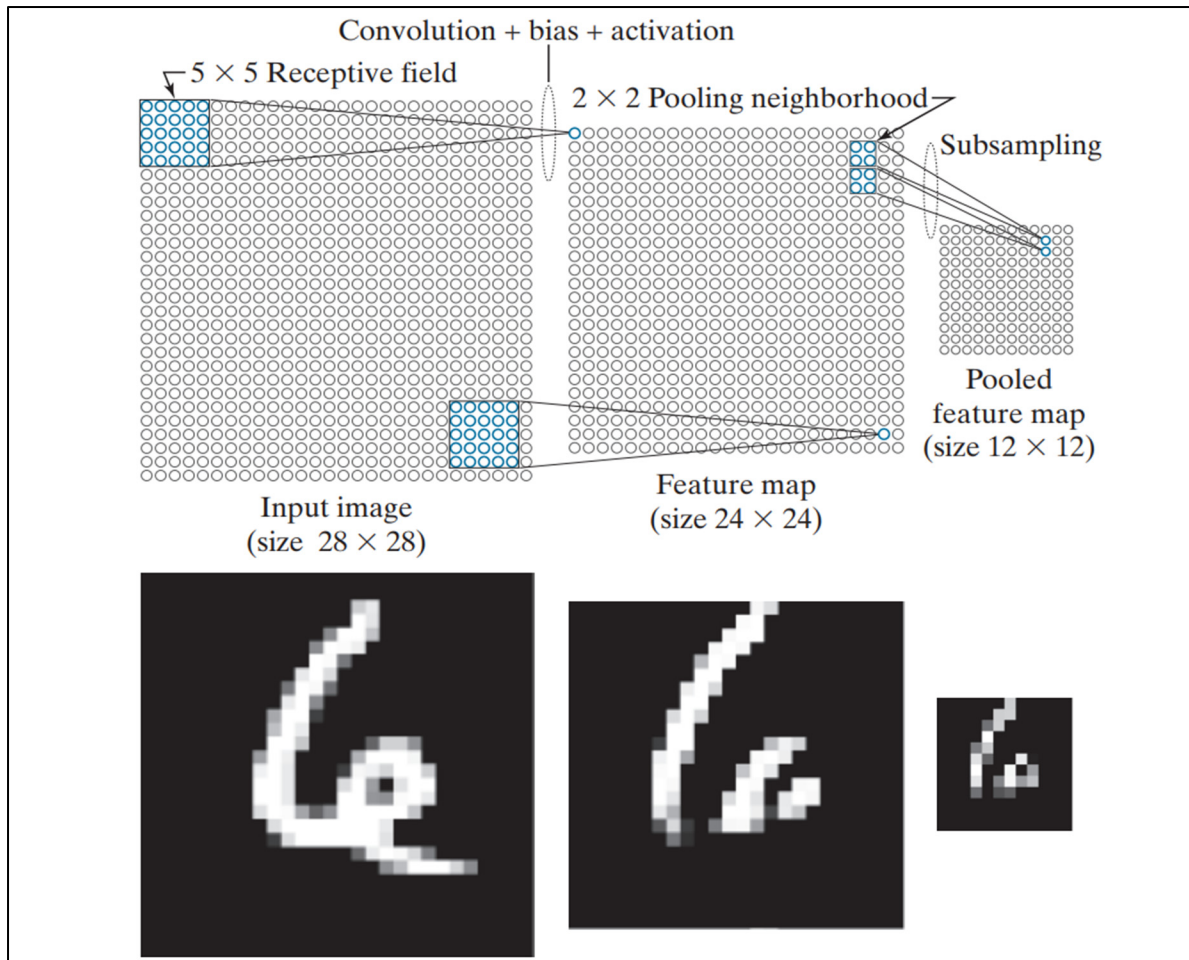 Convolution + bias + activation
5 × 5 Receptive field
2 × 2 Pooling neighborhood
Subsampling
Pooled
feature map
(size 12 × 12)
Feature map
(size 24 × 24)
Input image
(size 28 × 28)